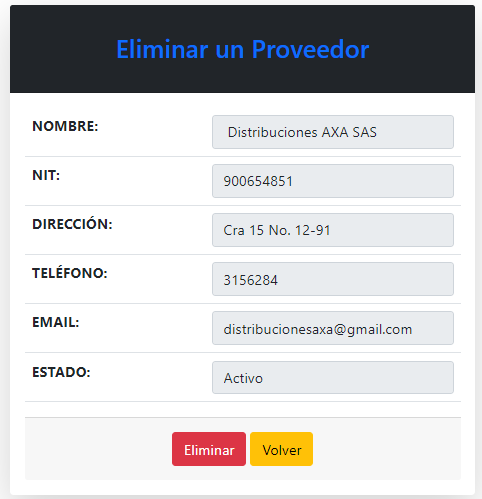 Eliminar un Proveedor
NOMBRE: Distribuciones AXA SAS
NIT: 900654851
DIRECCIÓN: Cra 15 No. 12-91
TELÉFONO: 3156284
EMAIL: distribucionesaxa@gmail.com
ESTADO: Activo
Eliminar Volver